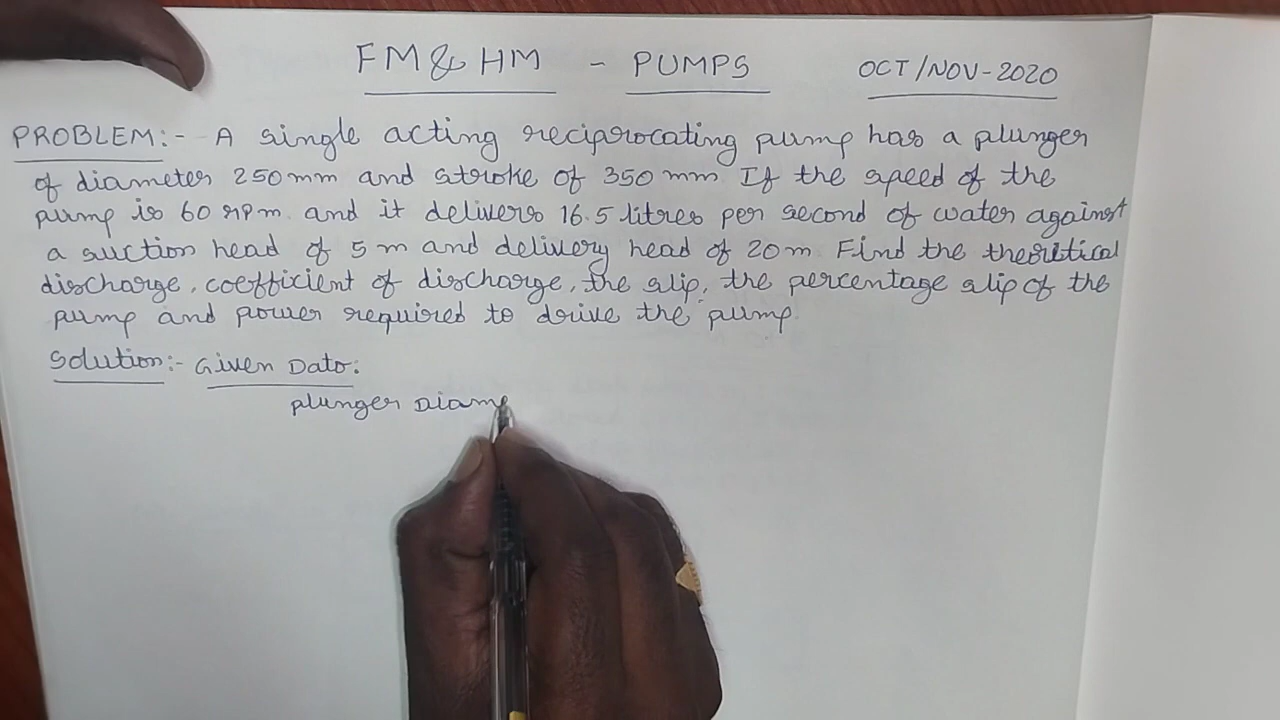 FM & HM - PUMPS OCT/NOV-2020
PROBLEM:- A single acting reciprocating pump has a plunger
of diameter 250 mm and stroke of 350 mm. If the speed of the
pump is 60 rpm. and it delivers 16.5 litres per second of water against
a suction head of 5 m and delivery head of 20 m. Find the theoritical
discharge, coefficient of discharge, the slip, the percentage slip of the
pump and power required to drive the pump.
Solution:- Given Data:
plunger Diame